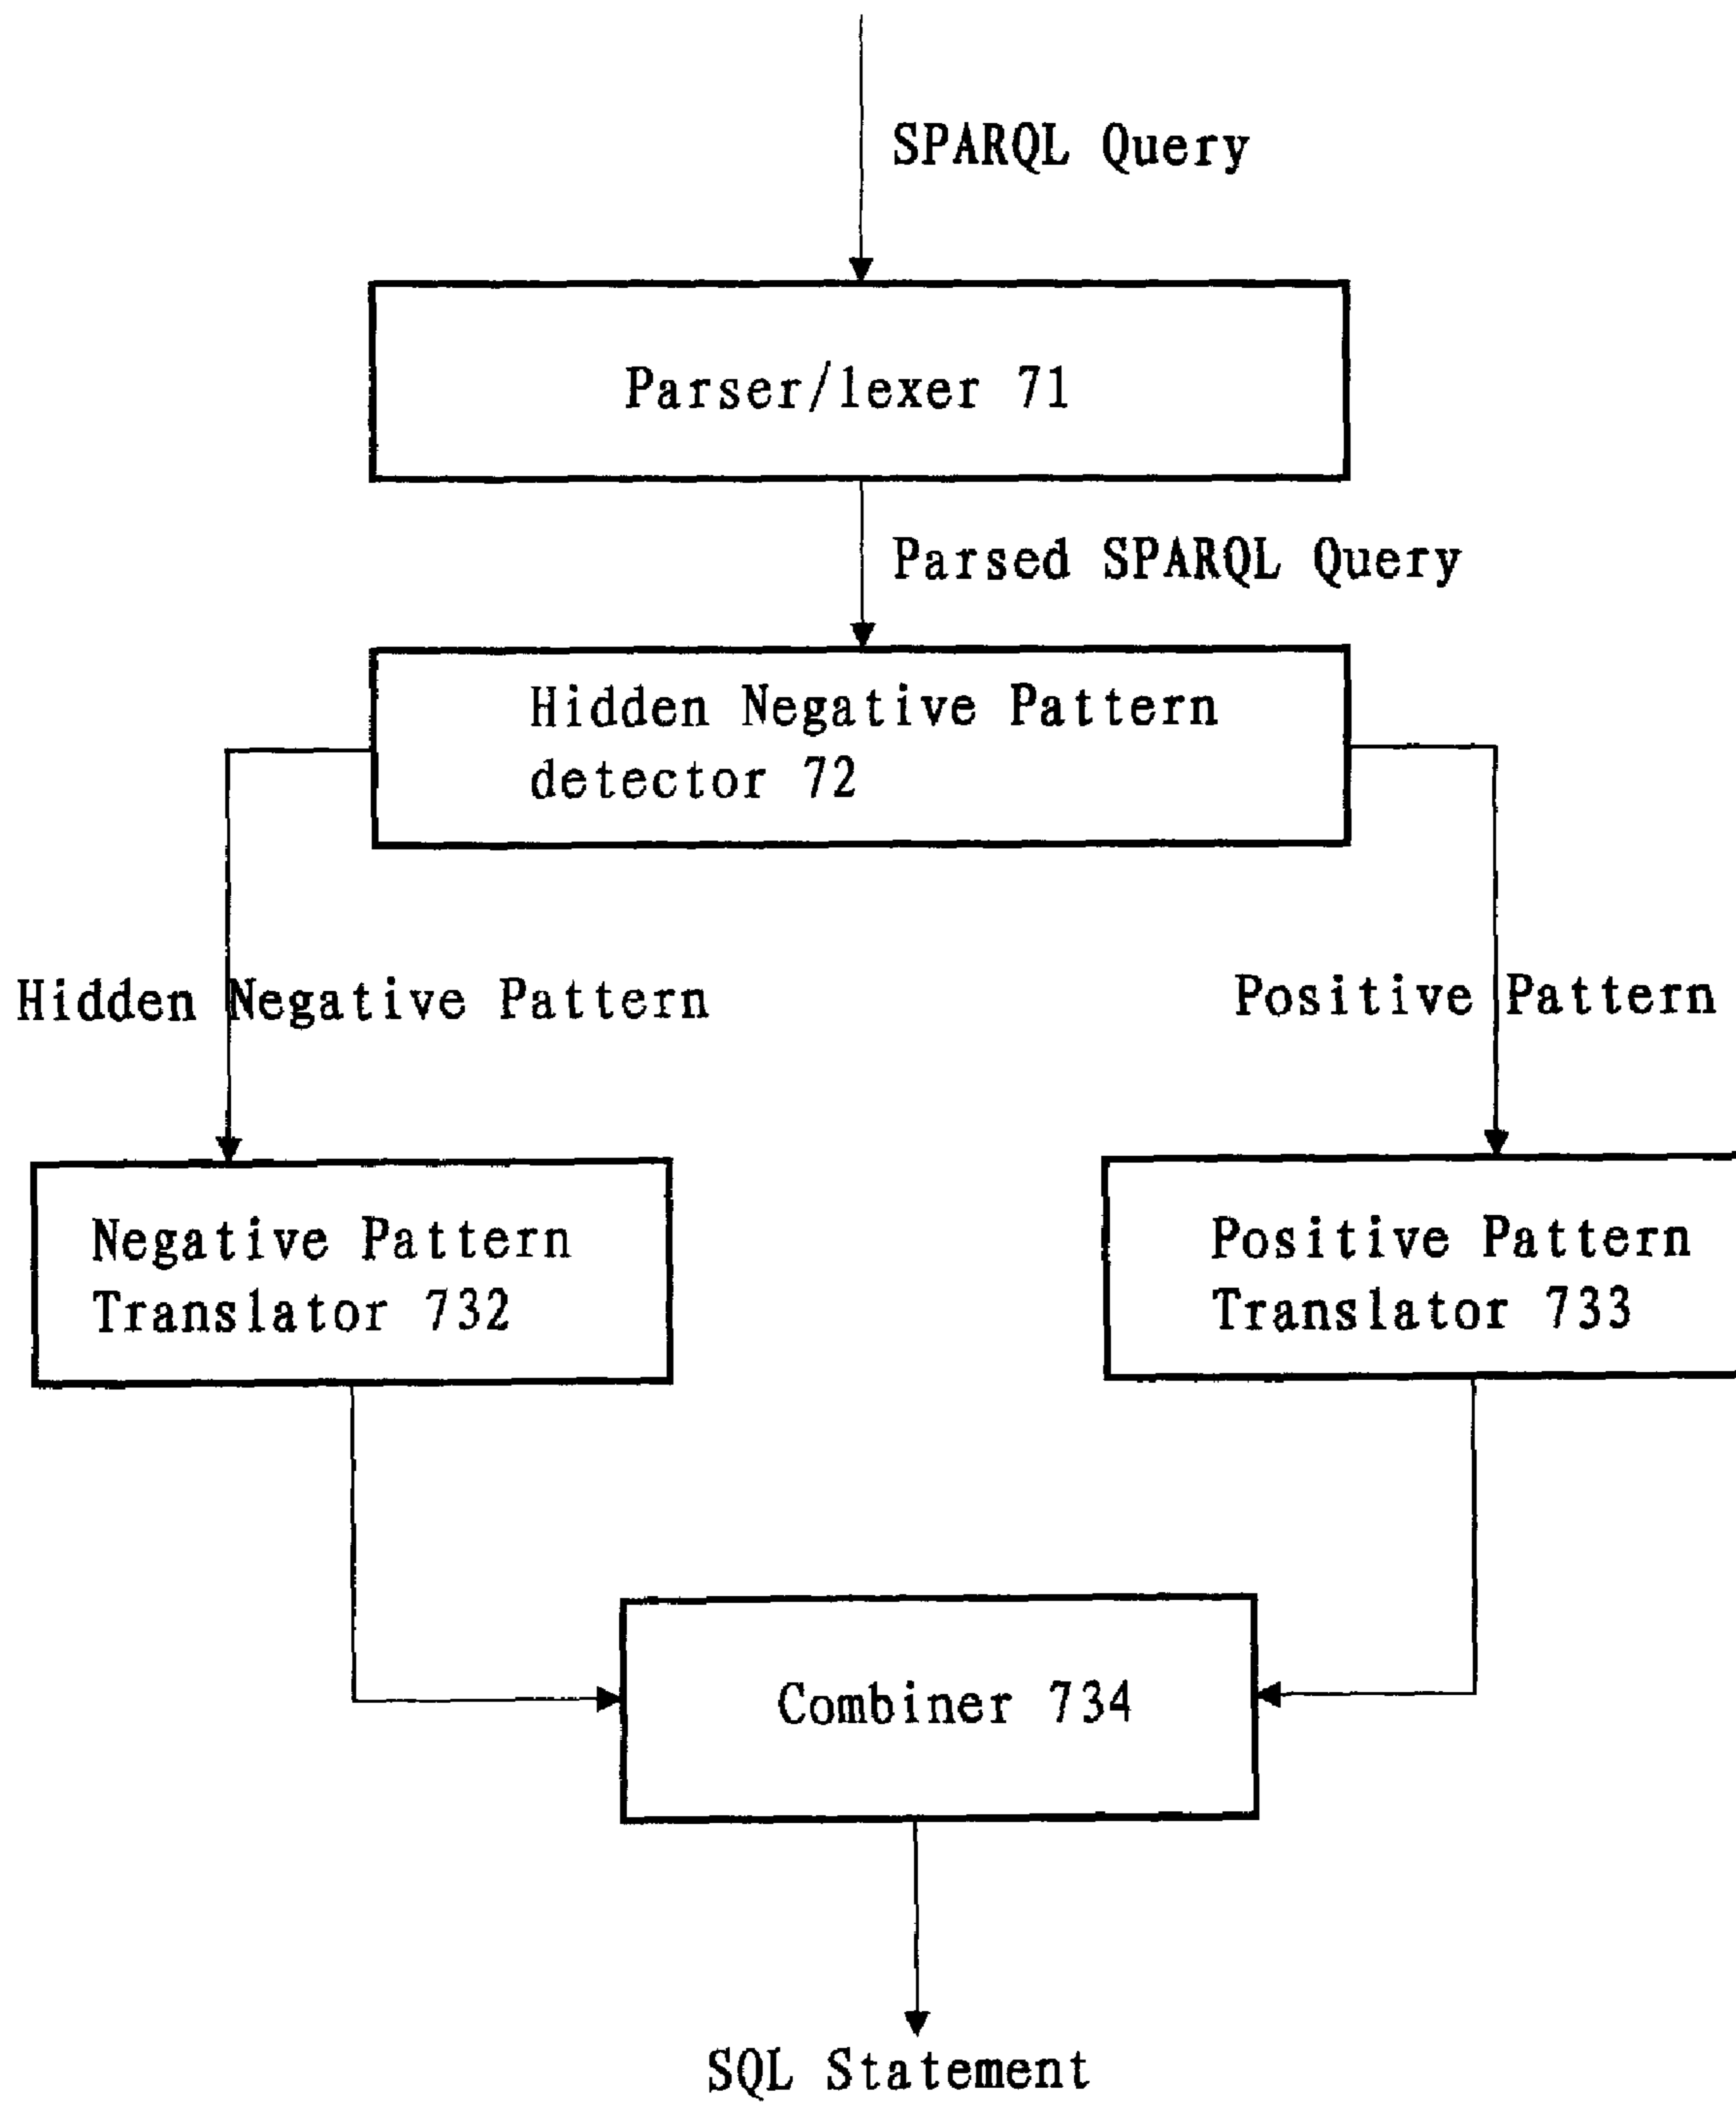 SPARQL Query
Parser/lexer 71
Parsed SPARQL Query
Hidden Negative Pattern
detector 72
Hidden Negative Pattern
Positive Pattern
Negative Pattern
Translator 732
Positive Pattern
Translator 733
Combiner 734
SQL Statement